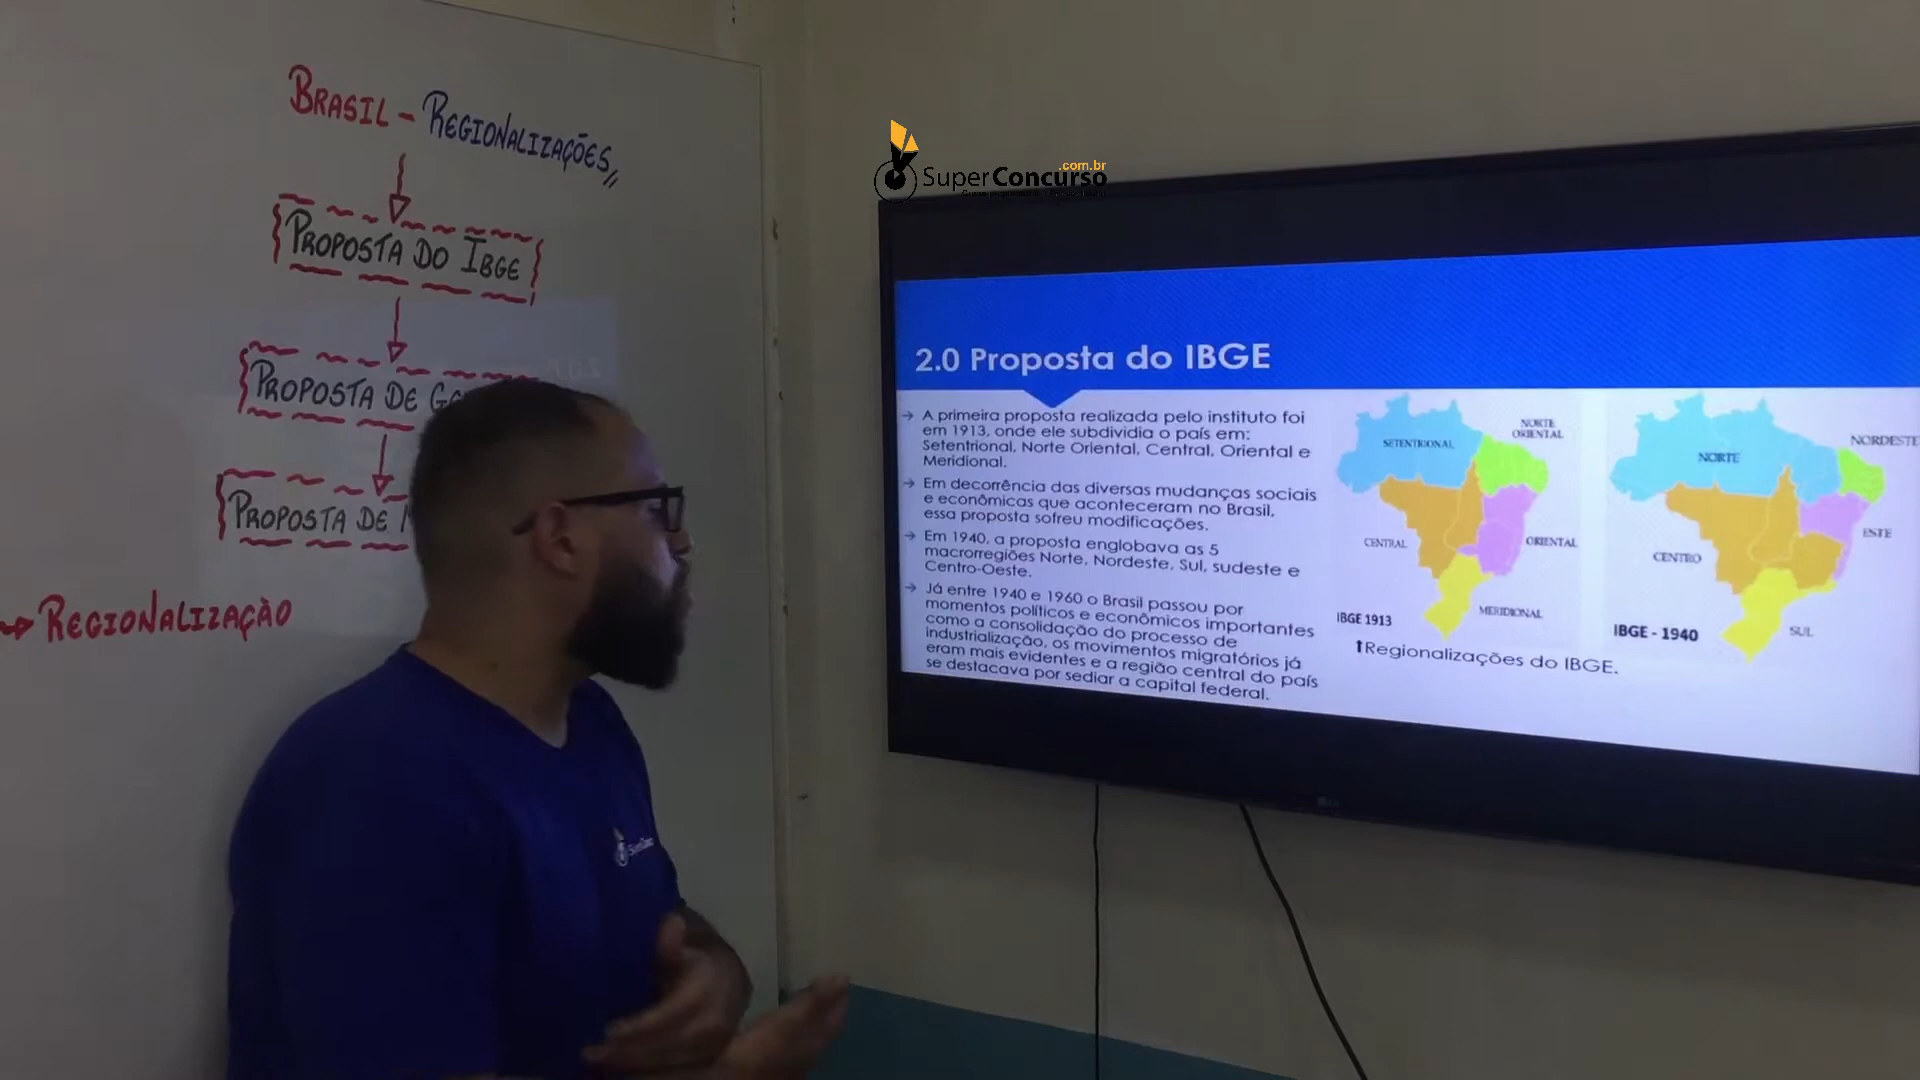 BRASIL - REGIONALIZAÇÕES
PROPOSTA DO IBGE
PROPOSTA DE
PROPOSTA DE
REGIONALIZAÇÃO
.com.br
SuperConcurso
2.0 Proposta do IBGE
→ A primeira proposta realizada pelo instituto foi
em 1913, onde ele subdividia o país em:
Setentrional, Norte Oriental, Central, Oriental e
Meridional.
→ Em decorrência das diversas mudanças sociais
e econômicas que aconteceram no Brasil,
essa proposta sofreu modificações.
→ Em 1940, a proposta englobava as 5
macrorregiões Norte, Nordeste, Sul, sudeste e
Centro-Oeste.
→ Já entre 1940 e 1960 o Brasil passou por
momentos políticos e econômicos importantes
como a consolidação do processo de
industrialização, os movimentos migratórios já
eram mais evidentes e a região central do país
se destacava por sediar a capital federal.
SETENTRIONAL
NORTE
ORIENTAL
CENTRAL
ORIENTAL
MERIDIONAL
IBGE 1913
NORTE
NORDESTE
ESTE
CENTRO
SUL
IBGE - 1940
⬆Regionalizações do IBGE.